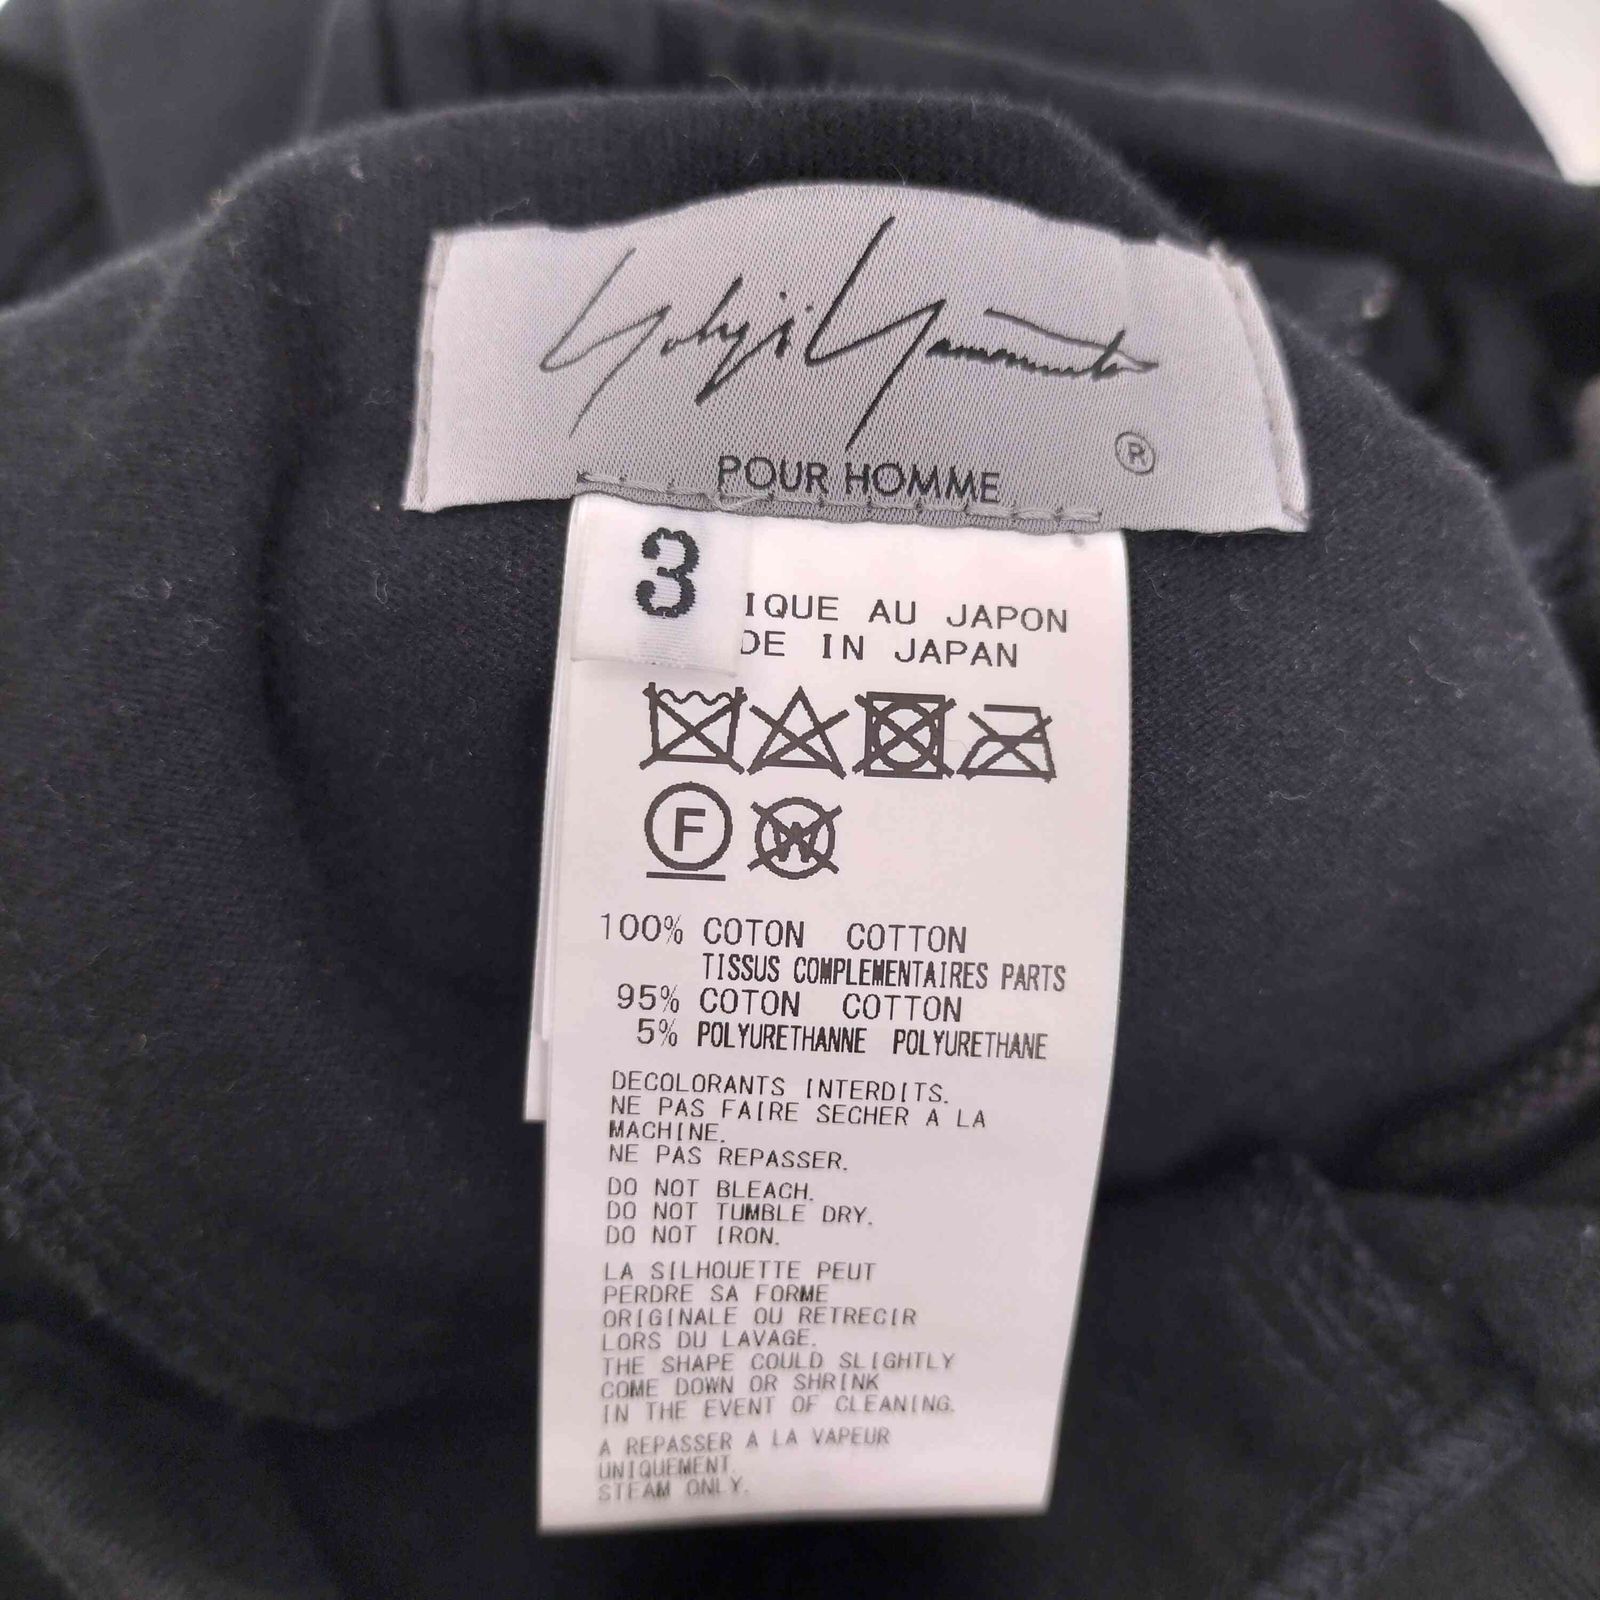 Yohji Yamamoto
®
POUR HOMME
3
IQUE AU JAPON
DE IN JAPAN
F
W
100% COTON COTTON
TISSUS COMPLEMENTAIRES PARTS
95% COTON COTTON
5% POLYURETHANNE POLYURETHANE
DECOLORANTS INTERDITS.
NE PAS FAIRE SECHER A LA
MACHINE.
NE PAS REPASSER.
DO NOT BLEACH.
DO NOT TUMBLE DRY.
DO NOT IRON.
LA SILHOUETTE PEUT
PERDRE SA FORME
ORIGINALE OU RETRECIR
LORS DU LAVAGE.
THE SHAPE COULD SLIGHTLY
COME DOWN OR SHRINK
IN THE EVENT OF CLEANING.
A REPASSER A LA VAPEUR
UNIQUEMENT.
STEAM ONLY.